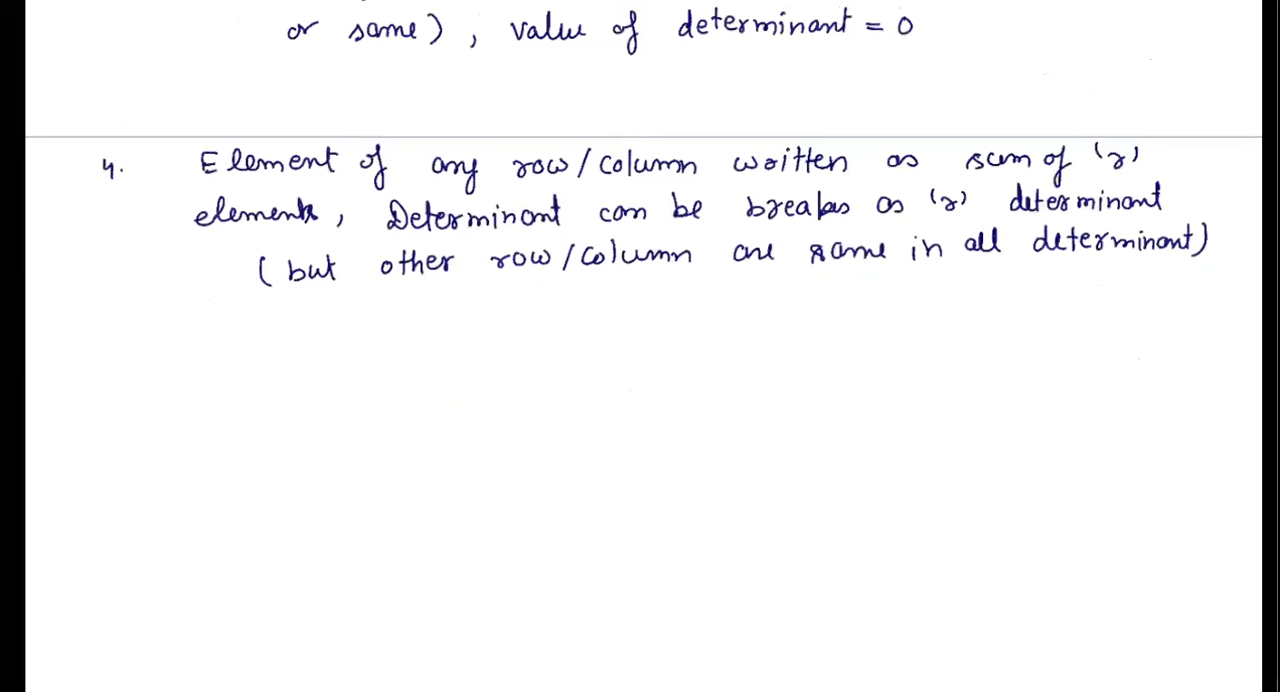 or same), value of determinant = 0
4. Element of any row/column written as sum of 'r'
elements, Determinant can be breaks as 'r' determinant
(but other row/column are same in all determinant)